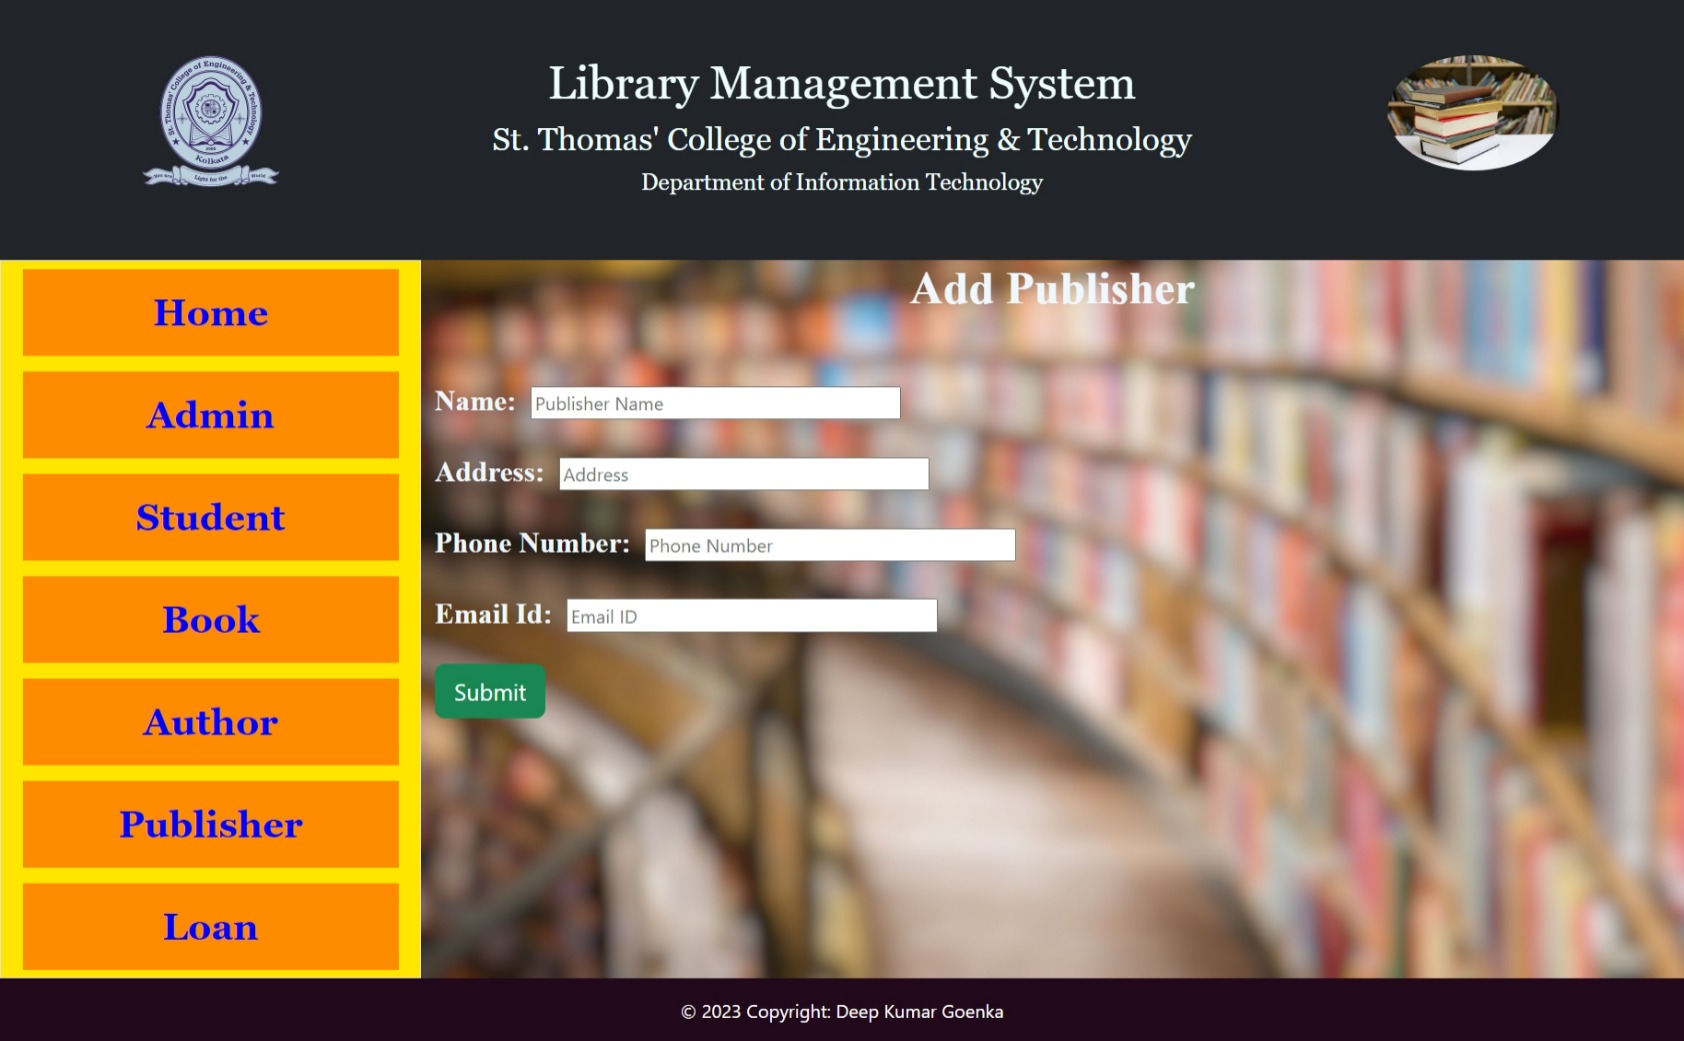 St. Thomas' College of Engineering & Technology
Kolkata
Library Management System
St. Thomas' College of Engineering & Technology
Department of Information Technology
Home
Admin
Student
Book
Author
Publisher
Loan
Add Publisher
Name: Publisher Name
Address: Address
Phone Number: Phone Number
Email Id: Email ID
Submit
© 2023 Copyright: Deep Kumar Goenka